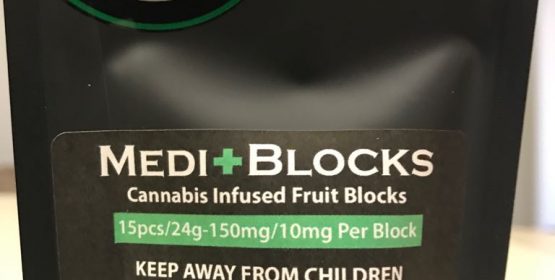 MEDI+BLOCKS
Cannabis Infused Fruit Blocks
15pcs/24g-150mg/10mg Per Block
KEEP AWAY FROM CHILDREN